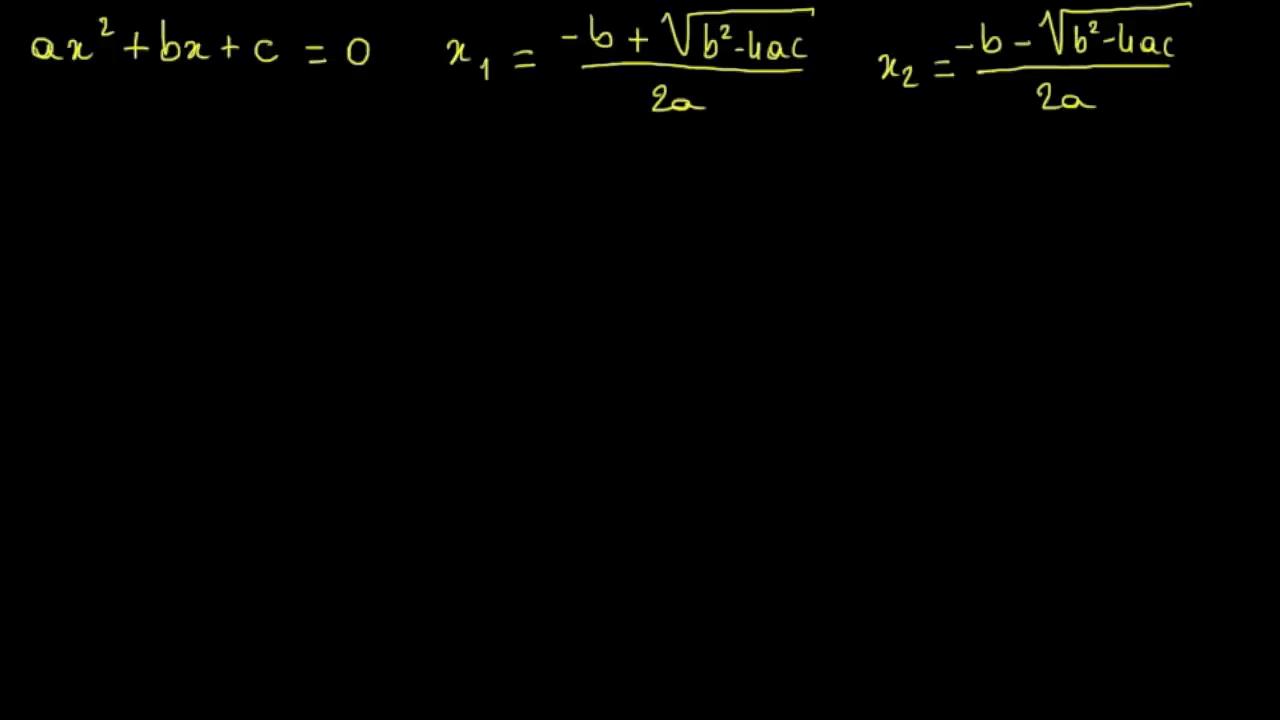 ax² + bx + c = 0 x₁ = (-b + √(b² - 4ac)) / 2a x₂ = (-b - √(b² - 4ac)) / 2a